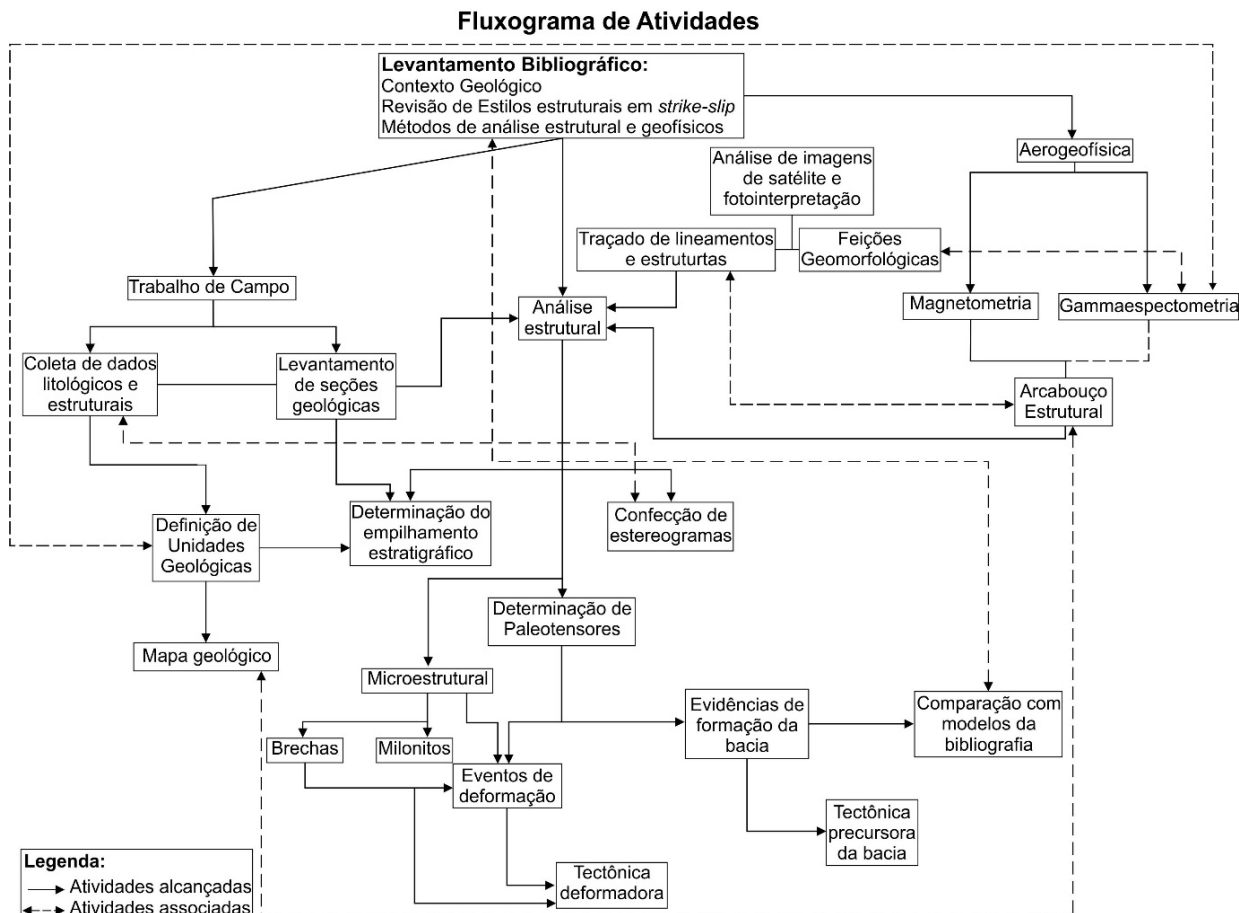 Fluxograma de Atividades
Levantamento Bibliográfico:
Contexto Geológico
Revisão de Estilos estruturais em strike-slip
Métodos de análise estrutural e geofísicos
Aerogeofísica
Análise de imagens
de satélite e
fotointerpretação
Traçado de lineamentos
e estruturtas
Feições
Geomorfológicas
Trabalho de Campo
Análise
estrutural
Magnetometria
Gammaespectometria
Coleta de dados
litológicos e
estruturais
Levantamento
de seções
geológicas
Arcabouço
Estrutural
Definição de
Unidades
Geológicas
Determinação do
empilhamento
estratigráfico
Confecção de
estereogramas
Determinação de
Paleotensores
Mapa geológico
Microestrutural
Evidências de
formação da
bacia
Comparação com
modelos da
bibliografia
Brechas
Milonitos
Eventos de
deformação
Tectônica
precursora
da bacia
Tectônica
deformadora
Legenda:
Atividades alcançadas
Atividades associadas